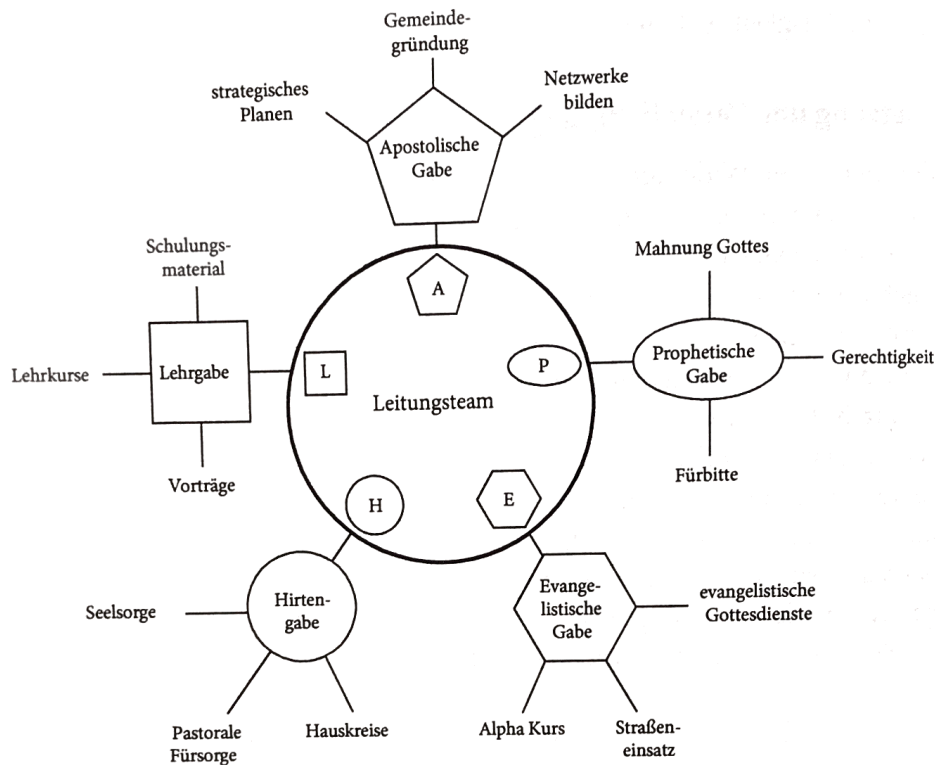 Gemeinde-
gründung
strategisches
Planen
Netzwerke
bilden
Apostolische
Gabe
Schulungs-
material
Mahnung Gottes
A
Lehrkurse
Lehrgabe
L
P
Prophetische
Gabe
Gerechtigkeit
Leitungsteam
Vorträge
Fürbitte
H
E
Seelsorge
Hirten-
gabe
Evange-
listische
Gabe
evangelistische
Gottesdienste
Pastorale
Fürsorge
Hauskreise
Alpha Kurs
Straßen-
einsatz